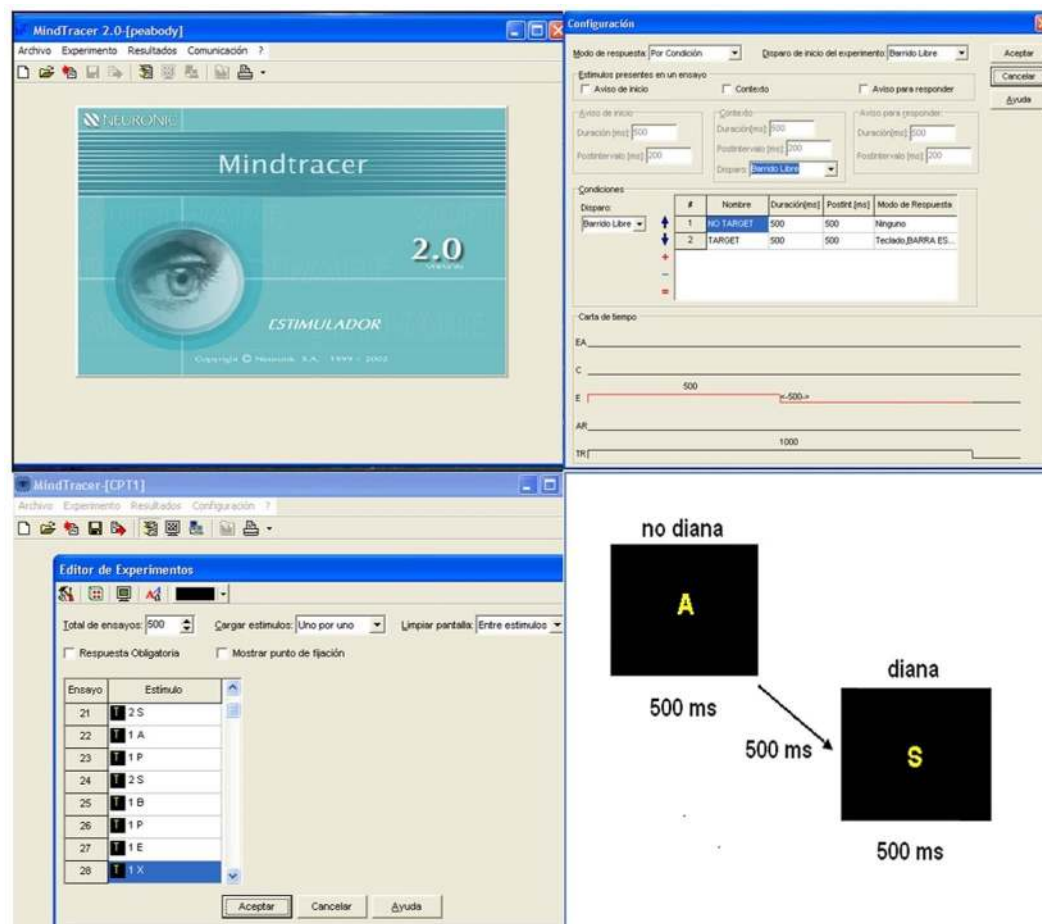 MindTracer 2.0-[peabody]
Archivo Experimento Resultados Comunicación ?
NEURONIC
Mindtracer
2.0
ESTIMULADOR
Copyright © Neuronic S.A. 1999 - 2002
Configuración
Modo de respuesta: Por Condición Disparo de inicio del experimento: Barrido Libre Aceptar
Estímulos presentes en un ensayo Cancelar
Aviso de inicio Contexto Aviso para responder Ayuda
Aviso de inicio Contexto Aviso para responder
Duración [ms]: 500 Duración[ms]: 500 Duración[ms]: 500
PostIntervalo [ms]: 200 PostIntervalo [ms]: 200 PostIntervalo [ms]: 200
Disparo: Barrido Libre
Condiciones
Disparo: # Nombre Duración[ms] PostInt.[ms] Modo de Respuesta
Barrido Libre 1 NO TARGET 500 500 Ninguno
2 TARGET 500 500 Teclado,BARRA ES...
Carta de tiempo
EA
C
500
E <-500->
AR
1000
TR
MindTracer-[CPT1]
Archivo Experimento Resultados Configuración ?
Editor de Experimentos
Total de ensayos: 500 Cargar estímulos: Uno por uno Limpiar pantalla: Entre estímulos
Respuesta Obligatoria Mostrar punto de fijación
Ensayo Estímulo
21 T 2 S
22 T 1 A
23 T 1 P
24 T 2 S
25 T 1 B
26 T 1 P
27 T 1 E
28 T 1 X
Aceptar Cancelar Ayuda
no diana
A
500 ms
500 ms
diana
S
500 ms